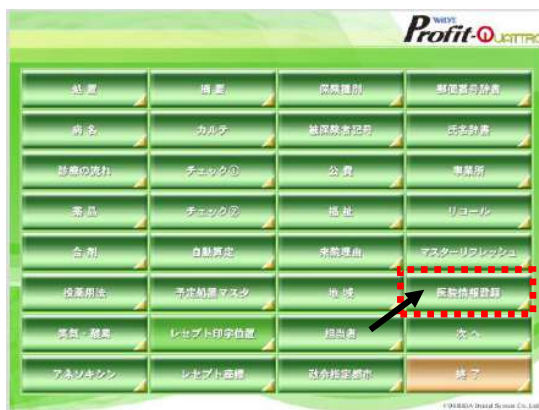 WAVE
Profit-QUATTRO
処 置
摘 要
保険種別
郵便番号辞書
病 名
カルテ
被保険者記号
氏名辞書
診療の流れ
チェック①
公 費
事業所
薬 品
チェック②
福 祉
リコール
合 剤
自動算定
来院理由
マスターリフレッシュ
投薬用法
予定処置マスタ
地 域
医院情報登録
レセプト印字位置
担当者
次 へ
アネソキシン
レセプト座標
政令指定都市
終 了